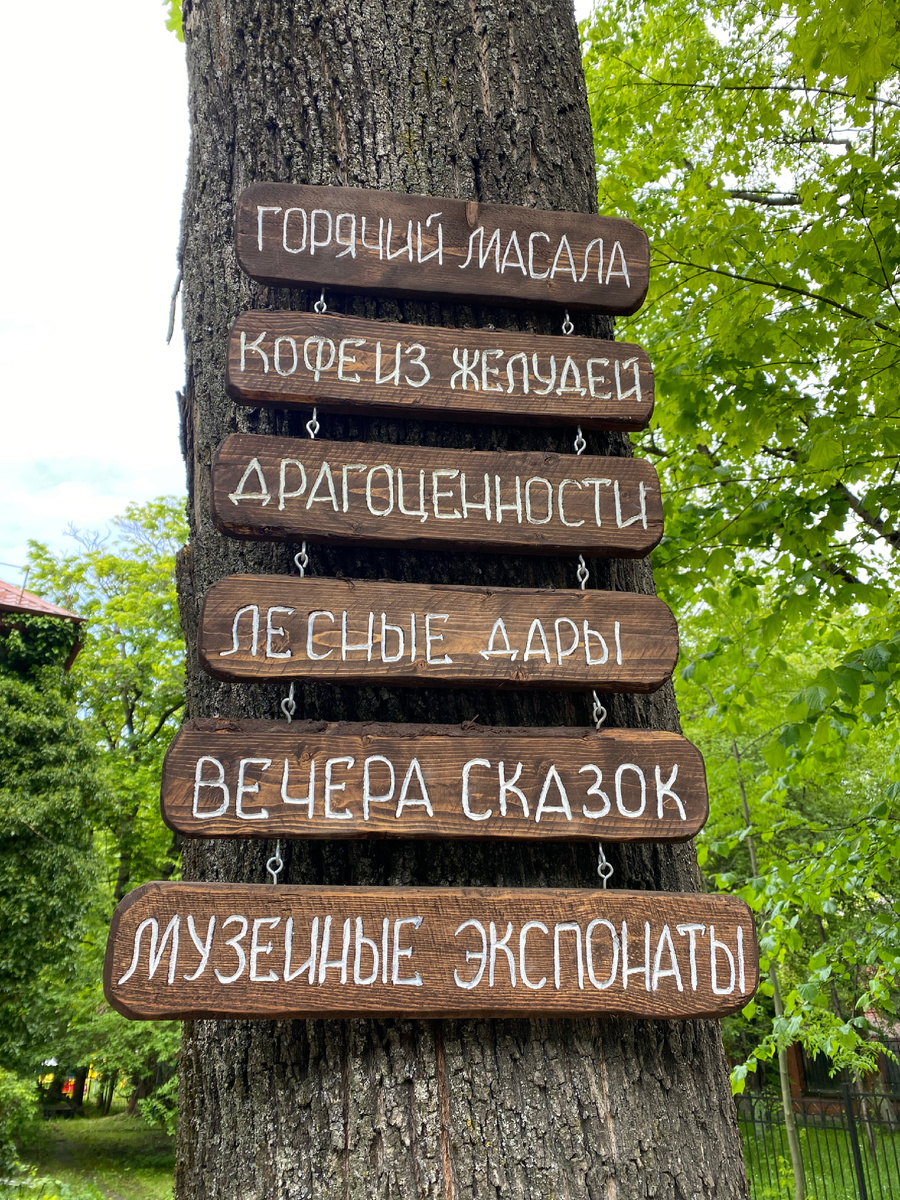 ГОРЯЧИЙ МАСАЛА
КОФЕ ИЗ ЖЕЛУДЕЙ
ДРАГОЦЕННОСТИ
ЛЕСНЫЕ ДАРЫ
ВЕЧЕРА СКАЗОК
МУЗЕЙНЫЕ ЭКСПОНАТЫ